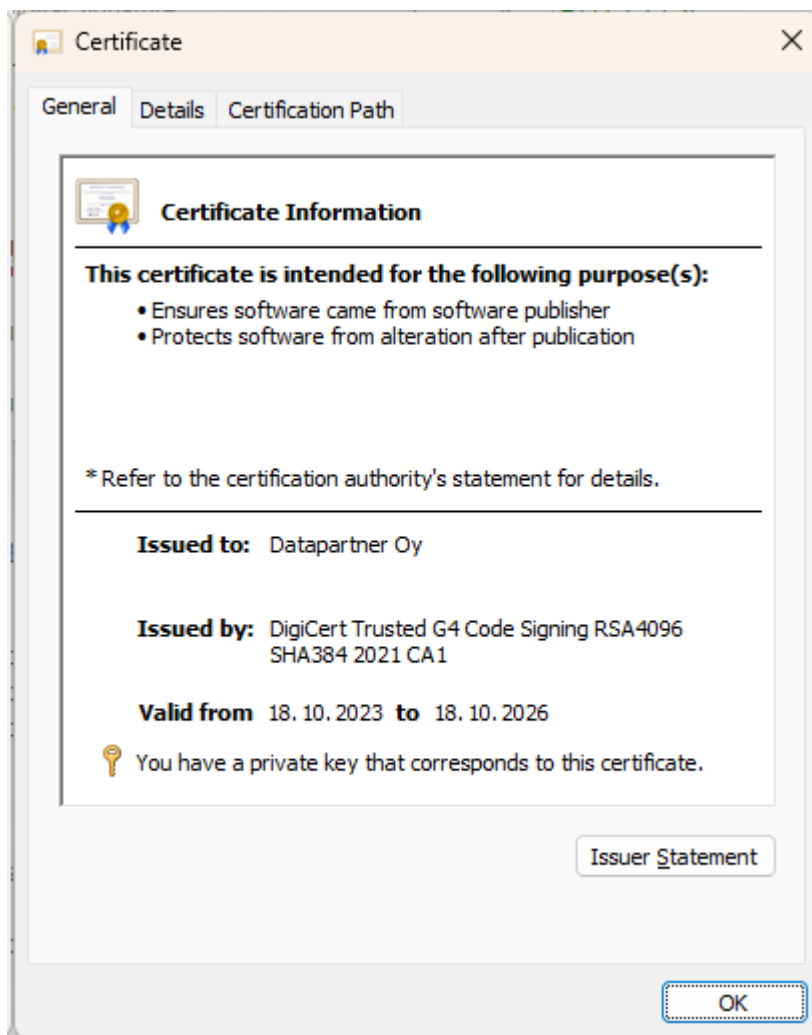 Certificate
General Details Certification Path
Certificate Information
This certificate is intended for the following purpose(s):
• Ensures software came from software publisher
• Protects software from alteration after publication
* Refer to the certification authority's statement for details.
Issued to: Datapartner Oy
Issued by: DigiCert Trusted G4 Code Signing RSA4096
SHA384 2021 CA1
Valid from 18.10.2023 to 18.10.2026
You have a private key that corresponds to this certificate.
Issuer Statement
OK